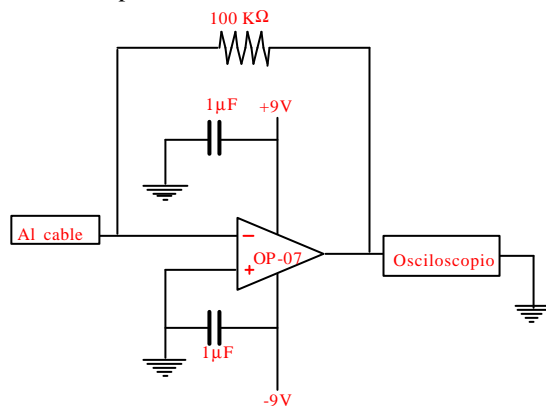 100 KΩ
1µF
+9V
Al cable
−
OP-07
+
Osciloscopio
1µF
-9V